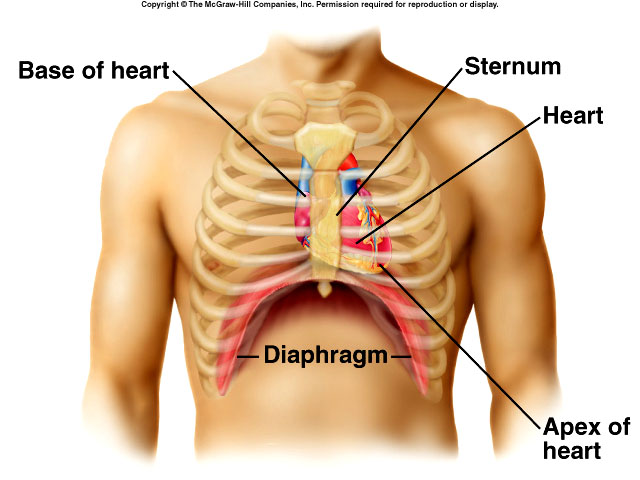 Copyright © The McGraw-Hill Companies, Inc. Permission required for reproduction or display.
Base of heart
Sternum
Heart
Diaphragm
Apex of
heart